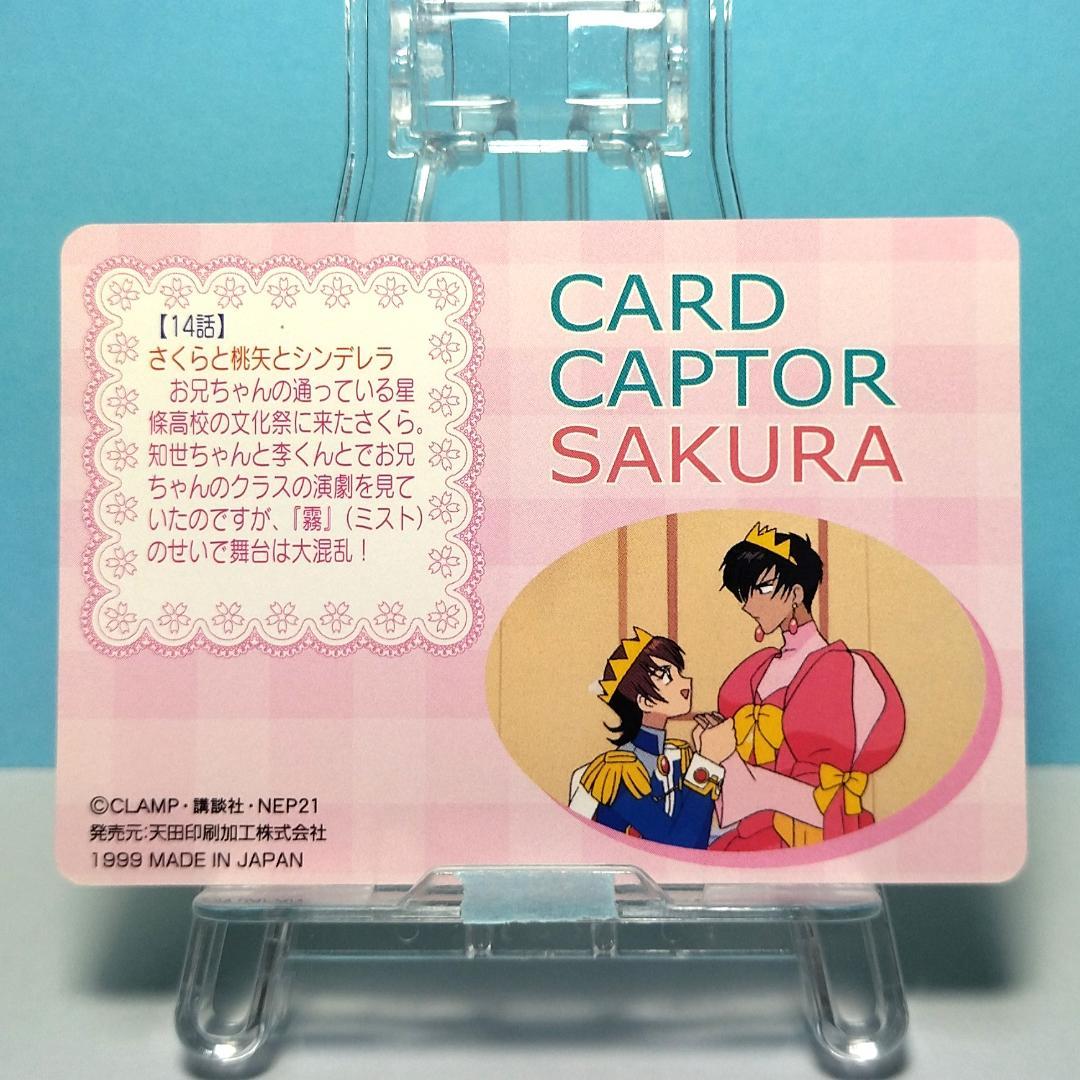 【14話】
さくらと桃矢とシンデレラ
お兄ちゃんの通っている星
條高校の文化祭に来たさくら。
知世ちゃんと李くんとでお兄
ちゃんのクラスの演劇を見て
いたのですが、『霧』(ミスト)
のせいで舞台は大混乱！
CARD
CAPTOR
SAKURA
©CLAMP・講談社・NEP21
発売元:天田印刷加工株式会社
1999 MADE IN JAPAN